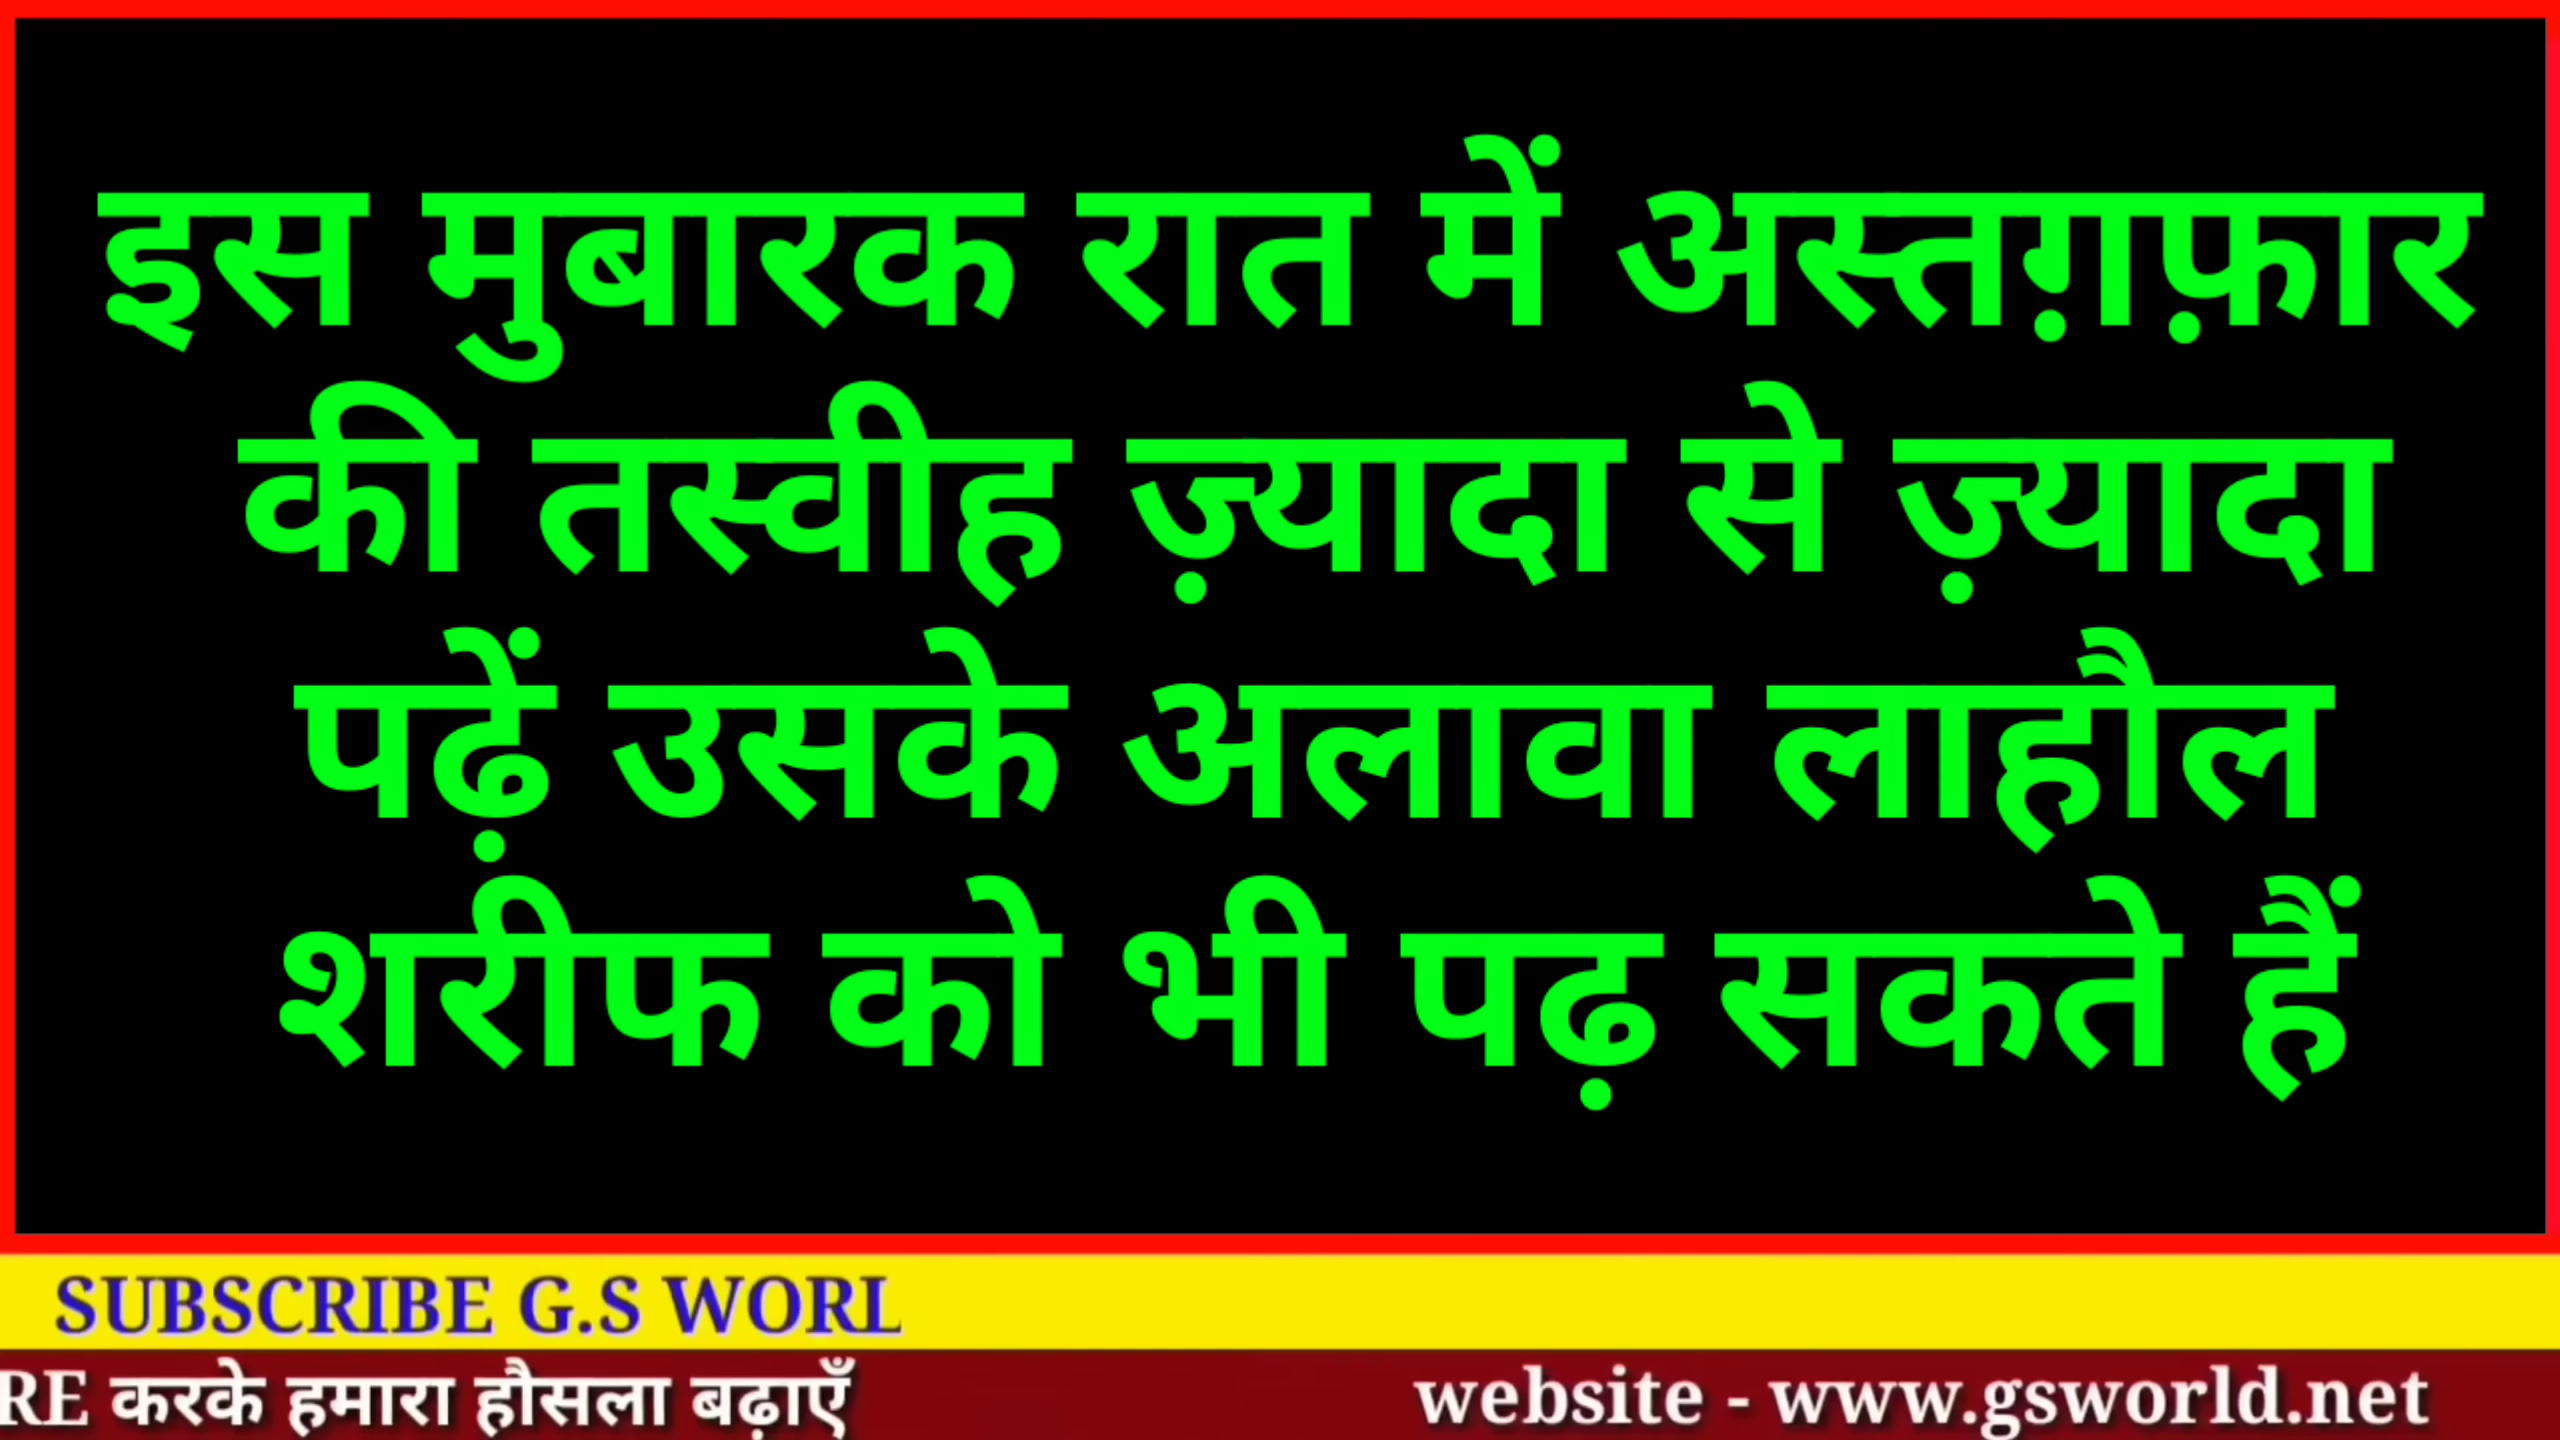 इस मुबारक रात में अस्तग़फ़ार
की तस्वीह ज़्यादा से ज़्यादा
पढ़ें उसके अलावा लाहौल
शरीफ को भी पढ़ सकते हैं
SUBSCRIBE G.S WORL
RE करके हमारा हौसला बढ़ाएँ website - www.gsworld.net